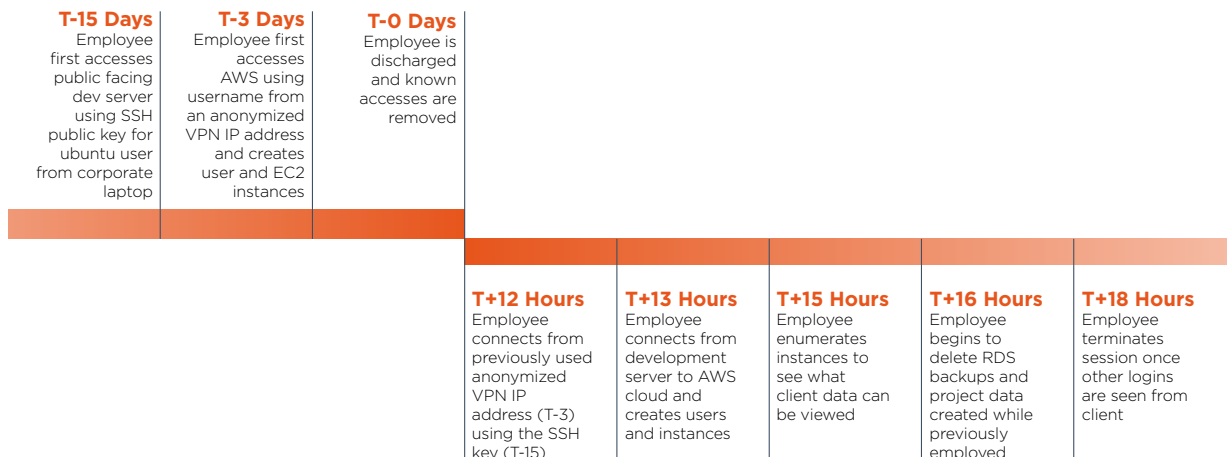 T-15 Days
Employee
first accesses
public facing
dev server
using SSH
public key for
ubuntu user
from corporate
laptop
T-3 Days
Employee first
accesses
AWS using
username from
an anonymized
VPN IP address
and creates
user and EC2
instances
T-0 Days
Employee is
discharged
and known
accesses are
removed
T+12 Hours
Employee
connects from
previously used
anonymized
VPN IP
address (T-3)
using the SSH
key (T-15)
T+13 Hours
Employee
connects from
development
server to AWS
cloud and
creates users
and instances
T+15 Hours
Employee
enumerates
instances to
see what
client data can
be viewed
T+16 Hours
Employee
begins to
delete RDS
backups and
project data
created while
previously
employed
T+18 Hours
Employee
terminates
session once
other logins
are seen from
client